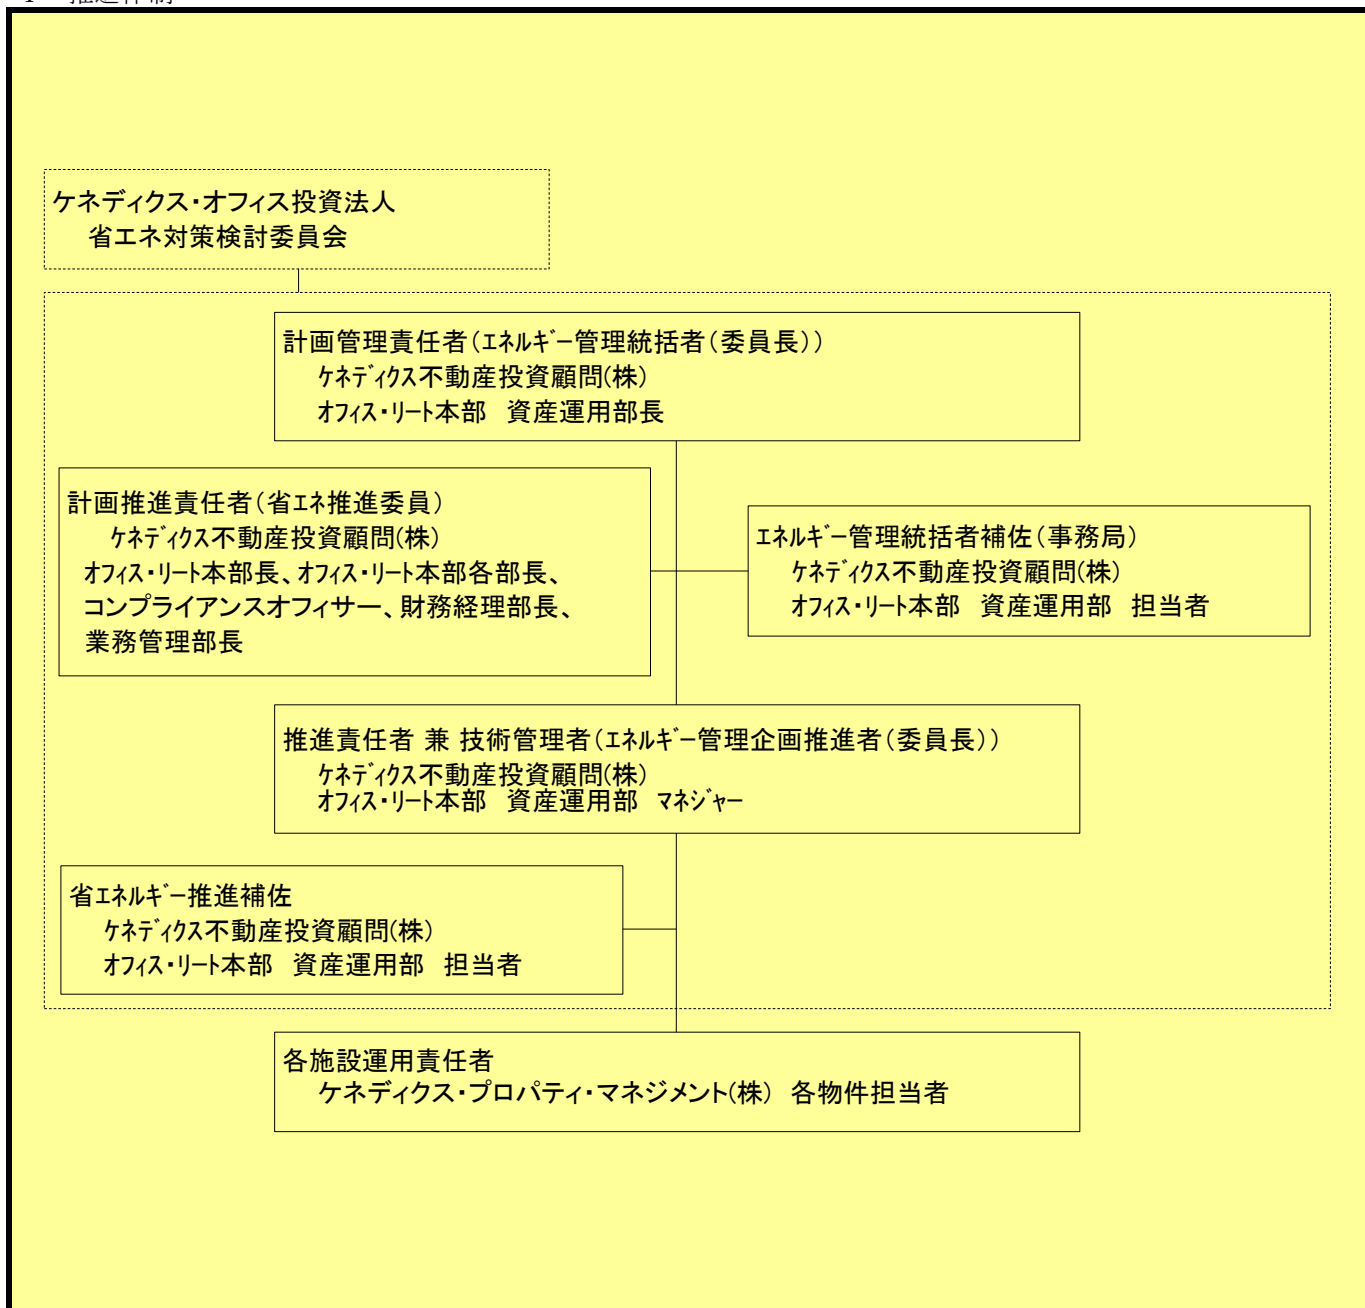 ケネディクス・オフィス投資法人
省エネ対策検討委員会
計画管理責任者(ｴﾈﾙｷﾞｰ管理統括者(委員長))
ｹﾈﾃﾞｨｸｽ不動産投資顧問(株)
ｵﾌｨｽ・ﾘｰﾄ本部 資産運用部長
計画推進責任者(省ｴﾈ推進委員)
ｹﾈﾃﾞｨｸｽ不動産投資顧問(株)
ｵﾌｨｽ・ﾘｰﾄ本部長、ｵﾌｨｽ・ﾘｰﾄ本部各部長、
コンプライアンスオフィサー、財務経理部長、
業務管理部長
ｴﾈﾙｷﾞｰ管理統括者補佐(事務局)
ｹﾈﾃﾞｨｸｽ不動産投資顧問(株)
ｵﾌｨｽ・ﾘｰﾄ本部 資産運用部 担当者
推進責任者 兼 技術管理者(ｴﾈﾙｷﾞｰ管理企画推進者(委員長))
ｹﾈﾃﾞｨｸｽ不動産投資顧問(株)
ｵﾌｨｽ・ﾘｰﾄ本部 資産運用部 ﾏﾈｼﾞｬｰ
省ｴﾈﾙｷﾞｰ推進補佐
ｹﾈﾃﾞｨｸｽ不動産投資顧問(株)
ｵﾌｨｽ・ﾘｰﾄ本部 資産運用部 担当者
各施設運用責任者
ケネディクス・プロパティ・マネジメント(株) 各物件担当者